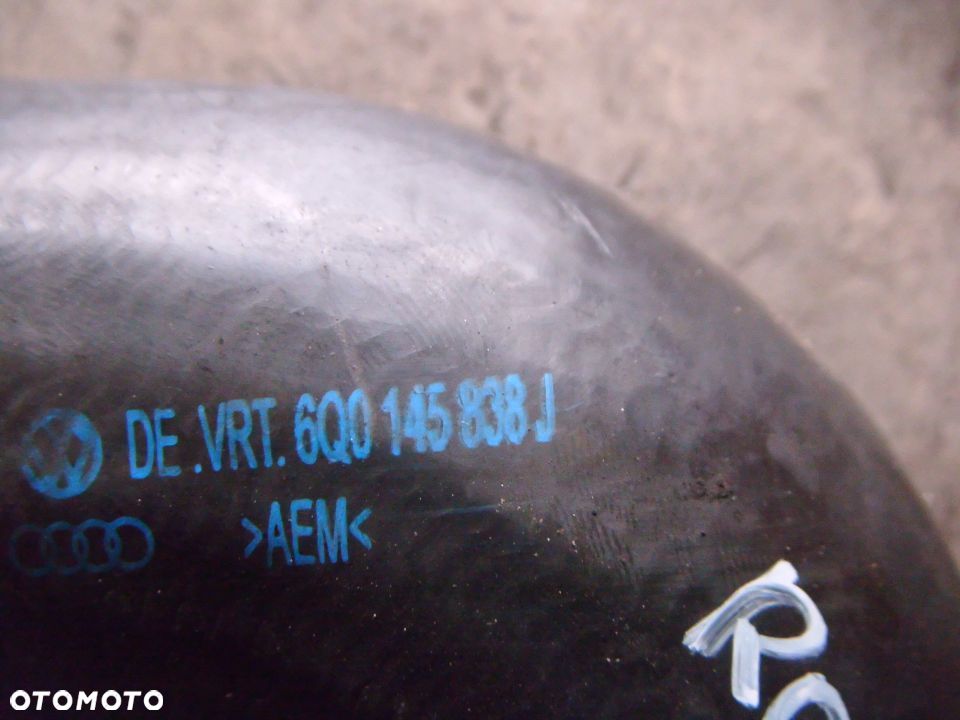 DE .VRT. 6Q0 145 838 J
>AEM<
R
OTOMOTO